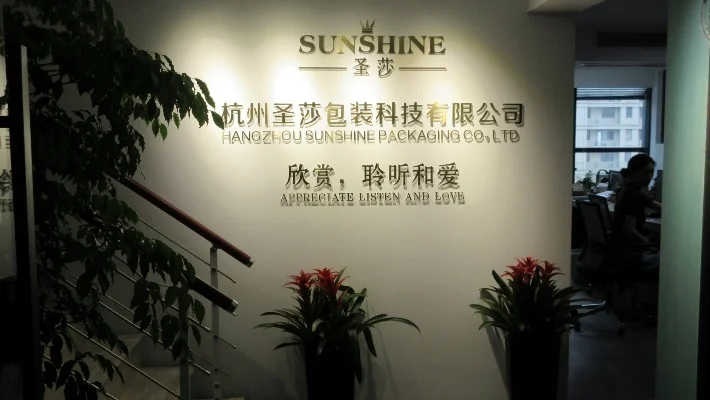 SUNSHINE
圣莎
杭州圣莎包装科技有限公司
HANGZHOU SUNSHINE PACKAGING CO., LTD
欣赏，聆听和爱
APPRECIATE LISTEN AND LOVE